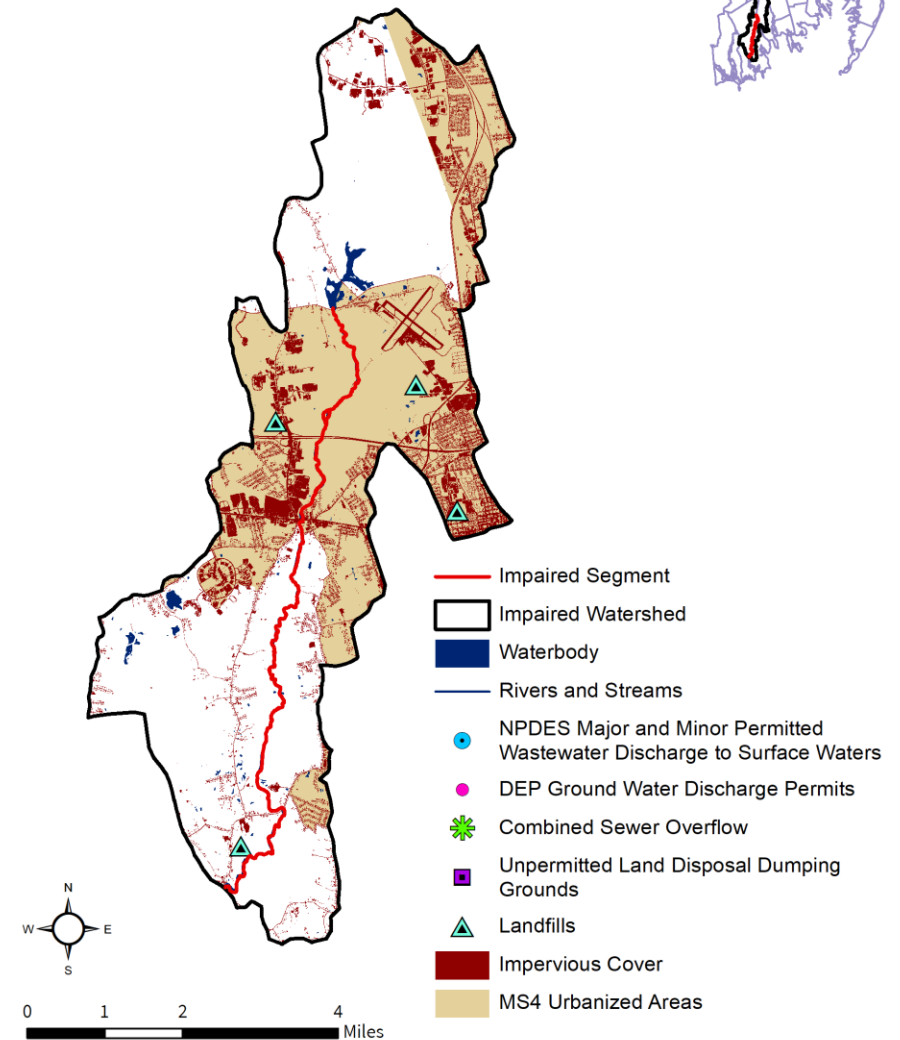 Impaired Segment
Impaired Watershed
Waterbody
Rivers and Streams
NPDES Major and Minor Permitted
Wastewater Discharge to Surface Waters
DEP Ground Water Discharge Permits
Combined Sewer Overflow
Unpermitted Land Disposal Dumping
Grounds
Landfills
Impervious Cover
MS4 Urbanized Areas
N
W E
S
0 1 2 4
Miles